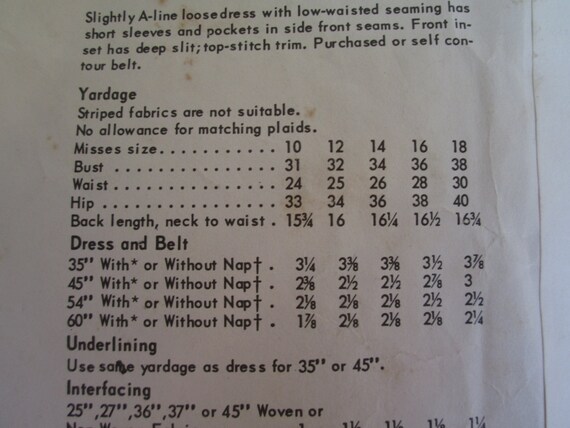 Slightly A-line loose dress with low-waisted seaming has
short sleeves and pockets in side front seams. Front in-
set has deep slit; top-stitch trim. Purchased or self con-
tour belt.
Yardage
Striped fabrics are not suitable.
No allowance for matching plaids.
Misses size............ 10 12 14 16 18
Bust ................ 31 32 34 36 38
Waist ................ 24 25 26 28 30
Hip .................. 33 34 36 38 40
Back length, neck to waist . 15¾ 16 16¼ 16½ 16¾
Dress and Belt
35" With* or Without Nap† . 3¼ 3⅜ 3⅜ 3½ 3⅞
45" With* or Without Nap† . 2⅜ 2½ 2½ 2⅞ 3
54" With* or Without Nap† . 2⅛ 2⅛ 2⅛ 2½ 2½
60" With* or Without Nap† . 1⅞ 2⅛ 2⅛ 2⅛ 2¼
Underlining
Use same yardage as dress for 35" or 45".
Interfacing
25",27",36",37" or 45" Woven or